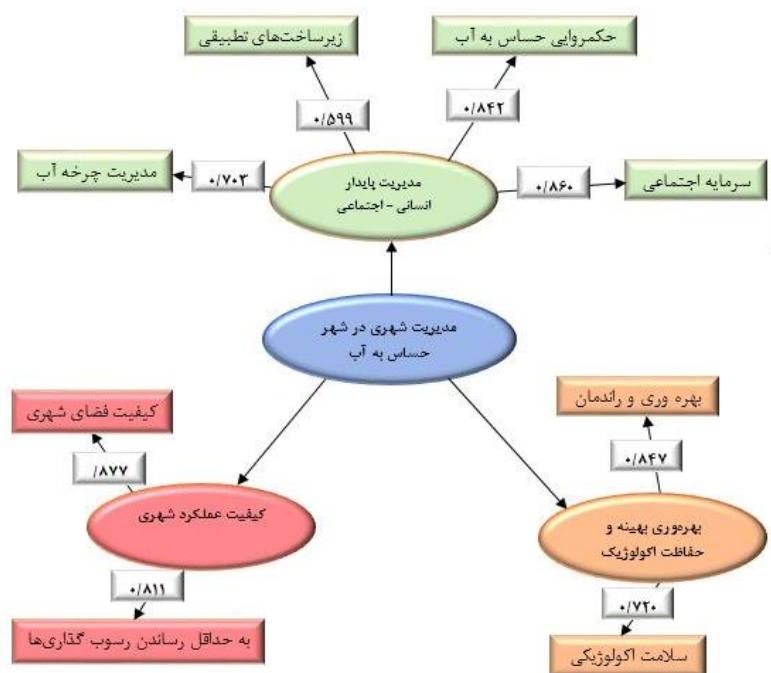 زیرساخت‌های تطبیقی
حکمروایی حساس به آب
۰/۵۹۹
۰/۸۴۲
مدیریت چرخه آب
۰/۷۰۳
مدیریت پایدار
انسانی - اجتماعی
۰/۸۶۰
سرمایه اجتماعی
مدیریت شهری در شهر
حساس به آب
کیفیت فضای شهری
بهره وری و راندمان
/۸۷۷
۰/۸۴۷
کیفیت عملکرد شهری
بهره‌وری بهینه و
حفاظت اکولوژیک
۰/۸۱۱
۰/۷۲۰
به حداقل رساندن رسوب گذاری‌ها
سلامت اکولوژیکی